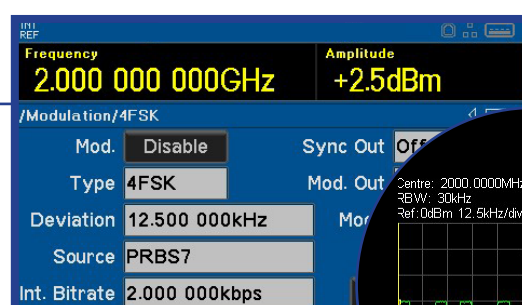 INT
REF
Frequency Amplitude
2.000 000 000GHz +2.5dBm
/Modulation/4FSK
Mod. Disable Sync Out Off
Type 4FSK Mod. Out
Deviation 12.500 000kHz
Source PRBS7
Int. Bitrate 2.000 000kbps
Centre: 2000.0000MHz
RBW: 30kHz
Ref: 0dBm 12.5kHz/div